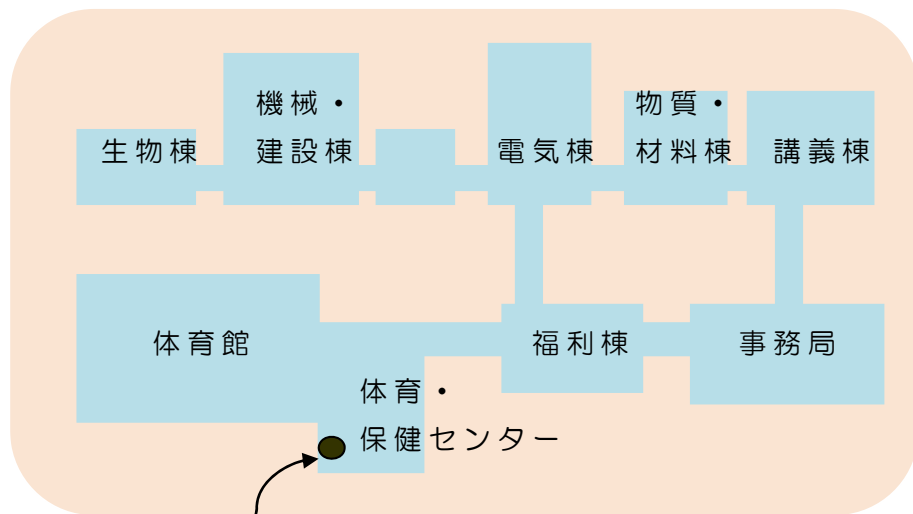 生物棟
機械・
建設棟
電気棟
物質・
材料棟
講義棟
体育館
体育・
保健センター
福利棟
事務局